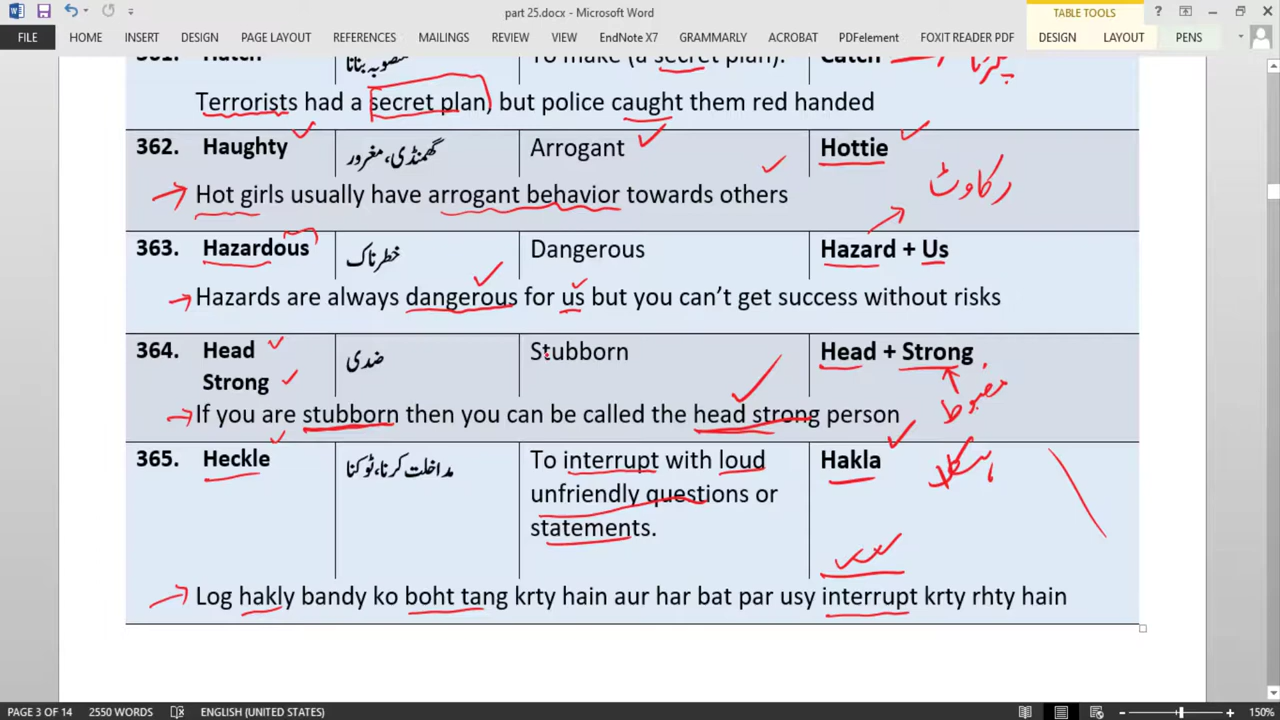 part 25.docx - Microsoft Word
TABLE TOOLS
FILE HOME INSERT DESIGN PAGE LAYOUT REFERENCES MAILINGS REVIEW VIEW EndNote X7 GRAMMARLY ACROBAT PDFelement FOXIT READER PDF DESIGN LAYOUT PENS
361. Hatch منصوبہ بنانا To make (a secret plan). Catch پکڑنا
Terrorists had a secret plan, but police caught them red handed
362. Haughty گھمنڈی، مغرور Arrogant Hottie
Hot girls usually have arrogant behavior towards others
رکاوٹ
363. Hazardous خطرناک Dangerous Hazard + Us
Hazards are always dangerous for us but you can't get success without risks
364. Head ضدی Stubborn Head + Strong
Strong
مضبوط
If you are stubborn then you can be called the head strong person
365. Heckle مداخلت کرنا، ٹوکنا To interrupt with loud Hakla
unfriendly questions or
statements.
Log hakly bandy ko boht tang krty hain aur har bat par usy interrupt krty rhty hain
PAGE 3 OF 14 2550 WORDS ENGLISH (UNITED STATES) 150%